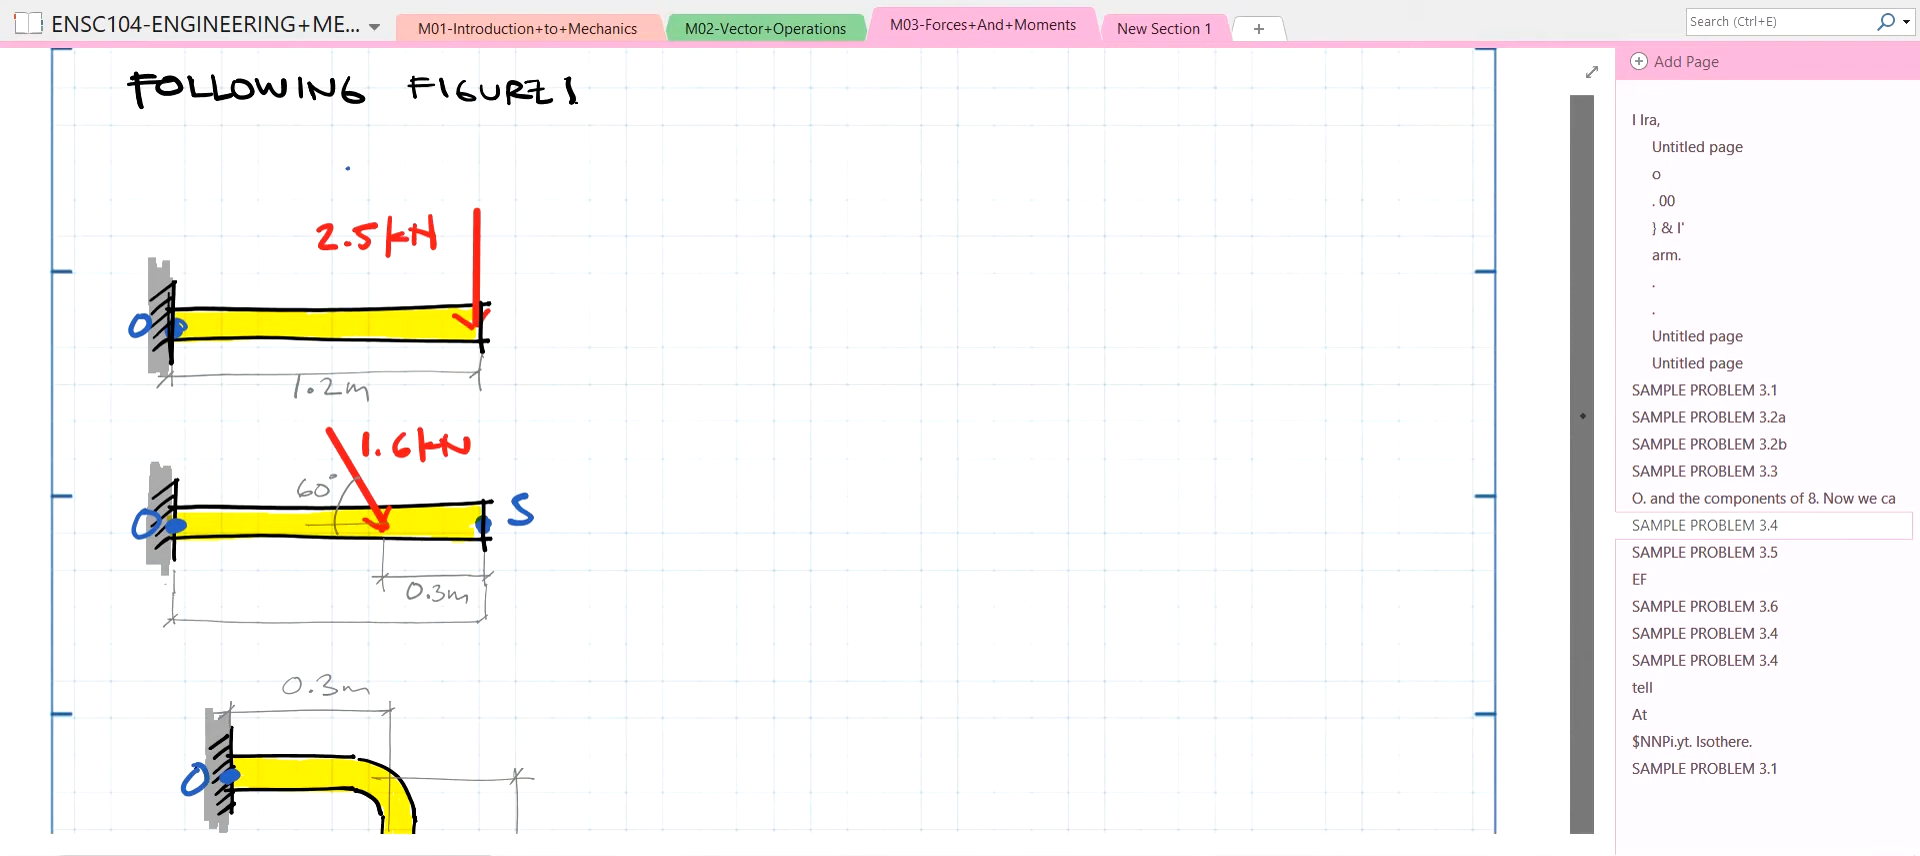 ENSC104-ENGINEERING+ME...
M01-Introduction+to+Mechanics
M02-Vector+Operations
M03-Forces+And+Moments
New Section 1
+
Search (Ctrl+E)
FOLLOWING FIGURE 1
2.5kN
O
1.2m
1.6kN
60°
O
S
0.3m
0.3m
O
Add Page
I Ira,
Untitled page
o
. 00
} & I'
arm.
.
.
Untitled page
Untitled page
SAMPLE PROBLEM 3.1
SAMPLE PROBLEM 3.2a
SAMPLE PROBLEM 3.2b
SAMPLE PROBLEM 3.3
O. and the components of 8. Now we ca
SAMPLE PROBLEM 3.4
SAMPLE PROBLEM 3.5
EF
SAMPLE PROBLEM 3.6
SAMPLE PROBLEM 3.4
SAMPLE PROBLEM 3.4
tell
At
$NNPi.yt. Isothere.
SAMPLE PROBLEM 3.1